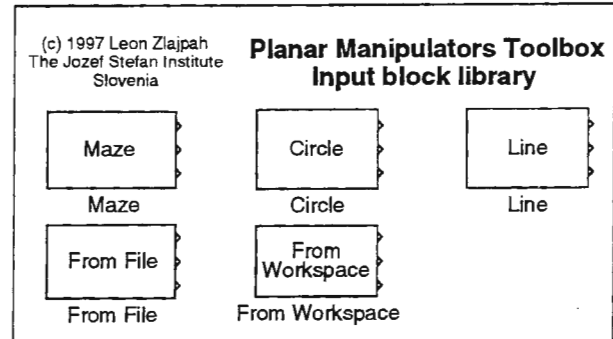 (c) 1997 Leon Zlajpah
The Jozef Stefan Institute
Slovenia
Planar Manipulators Toolbox
Input block library
Maze
Circle
Line
Maze
Circle
Line
From File
From
Workspace
From File
From Workspace